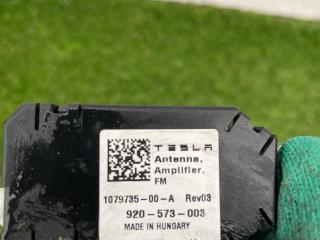 TESLA
Antenna,
Amplifier,
FM
1079735-00-A Rev03
920-573-003
MADE IN HUNGARY